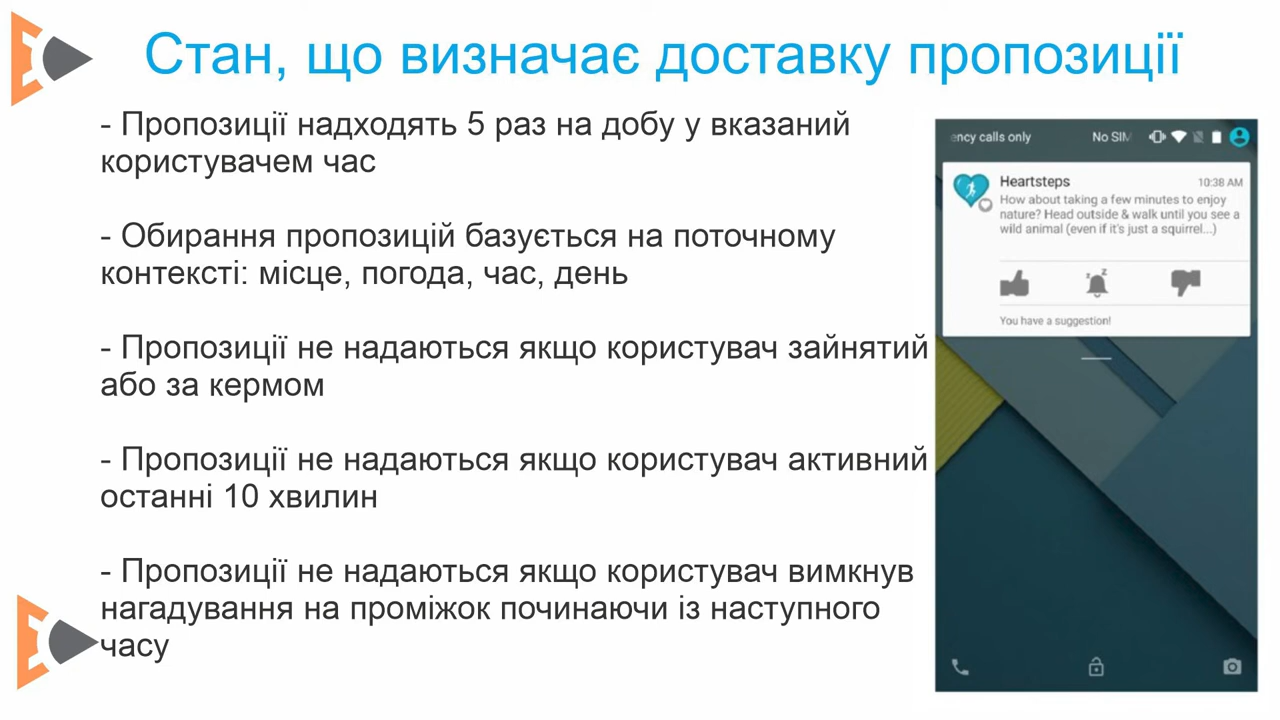 Стан, що визначає доставку пропозиції
- Пропозиції надходять 5 раз на добу у вказаний
користувачем час
- Обирання пропозицій базується на поточному
контексті: місце, погода, час, день
- Пропозиції не надаються якщо користувач зайнятий
або за кермом
- Пропозиції не надаються якщо користувач активний
останні 10 хвилин
- Пропозиції не надаються якщо користувач вимкнув
нагадування на проміжок починаючи із наступного
часу
ency calls only No SIM
Heartsteps 10:38 AM
How about taking a few minutes to enjoy
nature? Head outside & walk until you see a
wild animal (even if it's just a squirrel...)
z z
You have a suggestion!